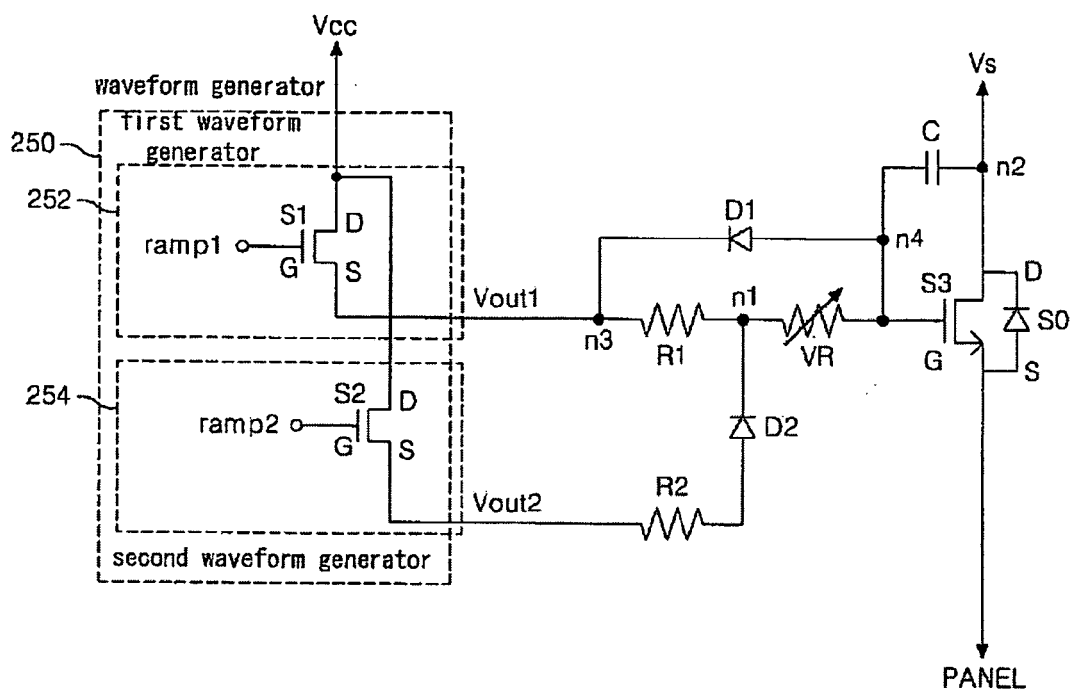 Vcc
Vs
waveform generator
250
first waveform
generator
C
n2
252
S1
D
D1
n4
ramp1
G
S
S3
D
Vout1
n1
S0
n3
R1
VR
G
S
254
S2
D
ramp2
G
S
D2
Vout2
R2
second waveform generator
PANEL